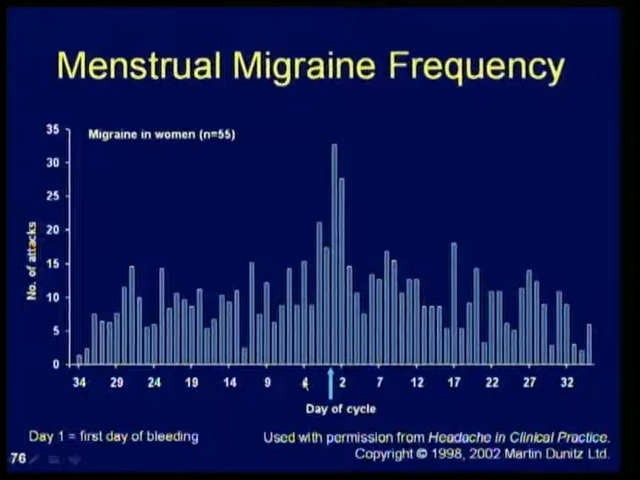 Menstrual Migraine Frequency
Migraine in women (n=55)
35
30
25
20
15
10
5
0
No. of attacks
34 29 24 19 14 9 4 2 7 12 17 22 27 32
Day of cycle
Day 1 = first day of bleeding
Used with permission from Headache in Clinical Practice.
Copyright © 1998, 2002 Martin Dunitz Ltd.
76